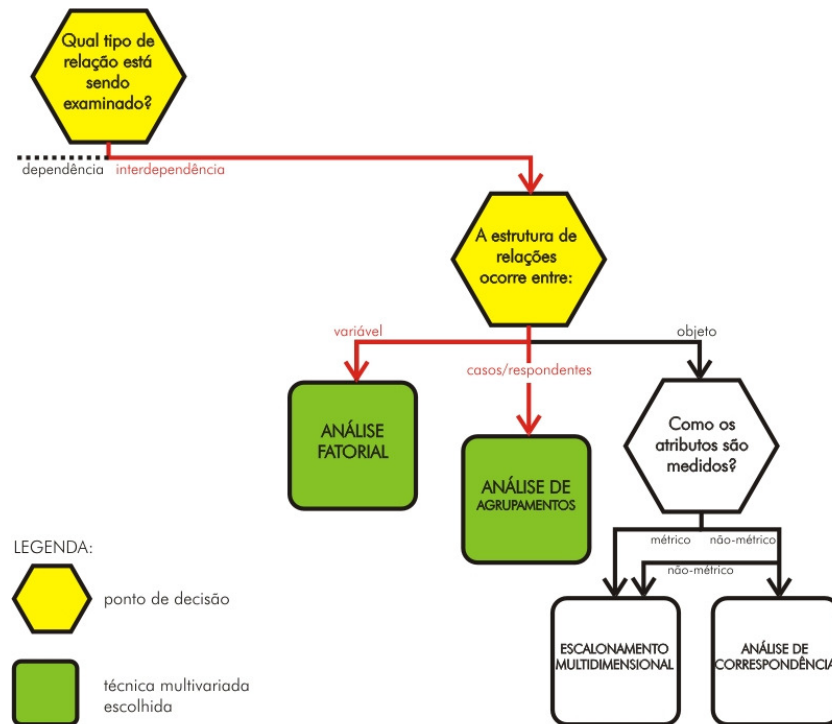 Qual tipo de
relação está
sendo
examinado?
dependência
interdependência
A estrutura de
relações
ocorre entre:
variável
objeto
casos/respondentes
ANÁLISE
FATORIAL
ANÁLISE DE
AGRUPAMENTOS
Como os
atributos são
medidos?
métrico
não-métrico
não-métrico
ESCALONAMENTO
MULTIDIMENSIONAL
ANÁLISE DE
CORRESPONDÊNCIA
LEGENDA:
ponto de decisão
técnica multivariada
escolhida